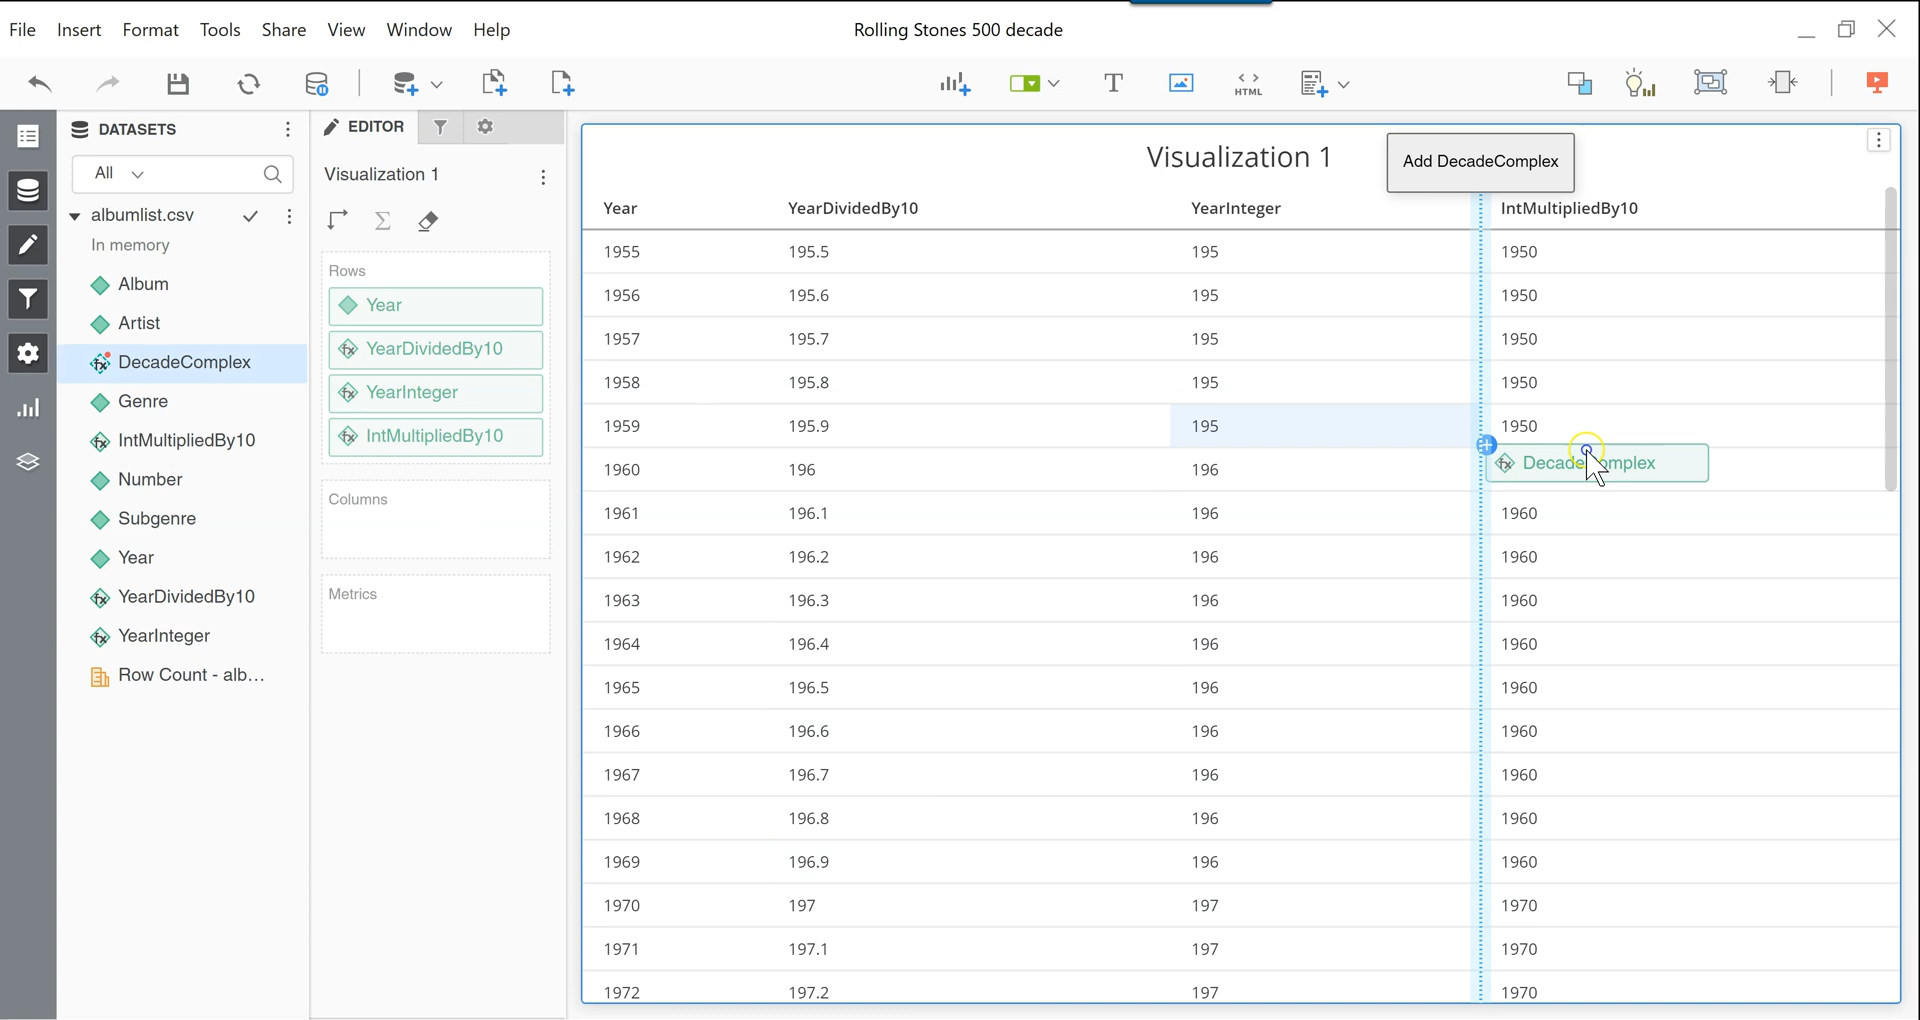 File Insert Format Tools Share View Window Help
Rolling Stones 500 decade
HTML
DATASETS
All
albumlist.csv
In memory
Album
Artist
DecadeComplex
Genre
IntMultipliedBy10
Number
Subgenre
Year
YearDividedBy10
YearInteger
Row Count - alb...
EDITOR
Visualization 1
Rows
Year
YearDividedBy10
YearInteger
IntMultipliedBy10
Columns
Metrics
Visualization 1
Add DecadeComplex
Year YearDividedBy10 YearInteger IntMultipliedBy10
1955 195.5 195 1950
1956 195.6 195 1950
1957 195.7 195 1950
1958 195.8 195 1950
1959 195.9 195 1950
1960 196 196
DecadeComplex
1961 196.1 196 1960
1962 196.2 196 1960
1963 196.3 196 1960
1964 196.4 196 1960
1965 196.5 196 1960
1966 196.6 196 1960
1967 196.7 196 1960
1968 196.8 196 1960
1969 196.9 196 1960
1970 197 197 1970
1971 197.1 197 1970
1972 197.2 197 1970